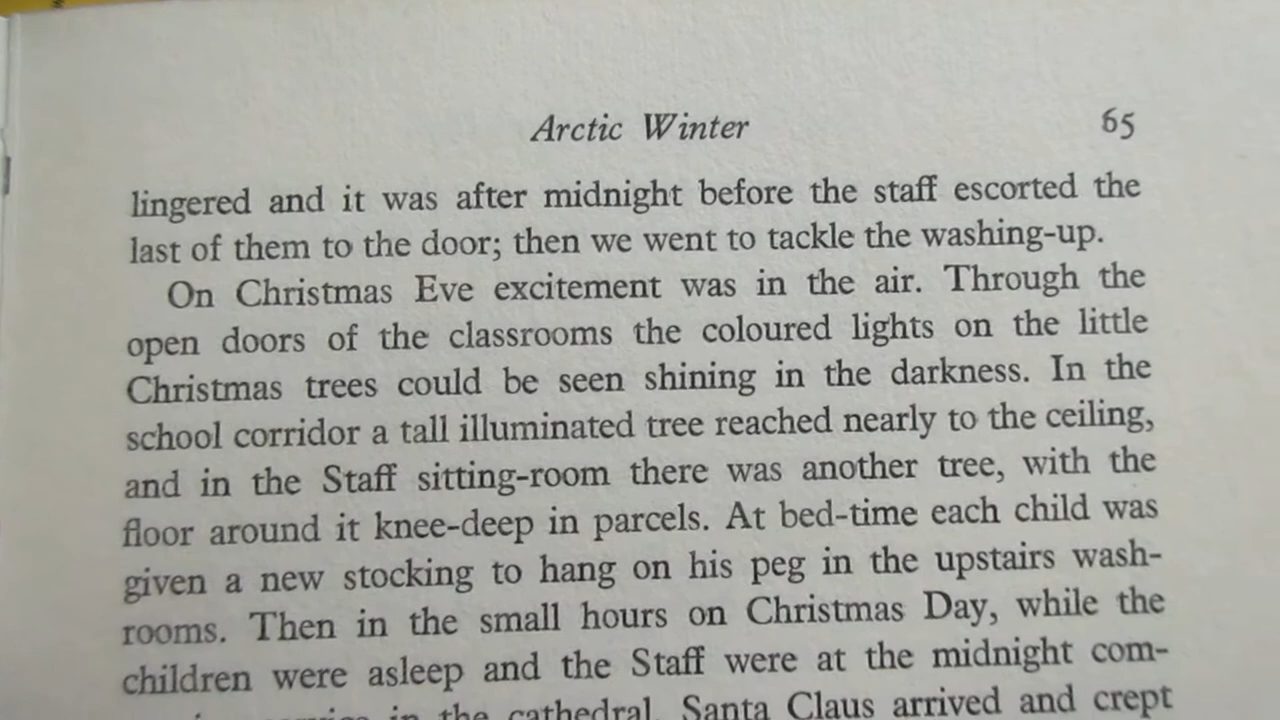 Arctic Winter 65
lingered and it was after midnight before the staff escorted the
last of them to the door; then we went to tackle the washing-up.
On Christmas Eve excitement was in the air. Through the
open doors of the classrooms the coloured lights on the little
Christmas trees could be seen shining in the darkness. In the
school corridor a tall illuminated tree reached nearly to the ceiling,
and in the Staff sitting-room there was another tree, with the
floor around it knee-deep in parcels. At bed-time each child was
given a new stocking to hang on his peg in the upstairs wash-
rooms. Then in the small hours on Christmas Day, while the
children were asleep and the Staff were at the midnight com-
in the cathedral, Santa Claus arrived and crept